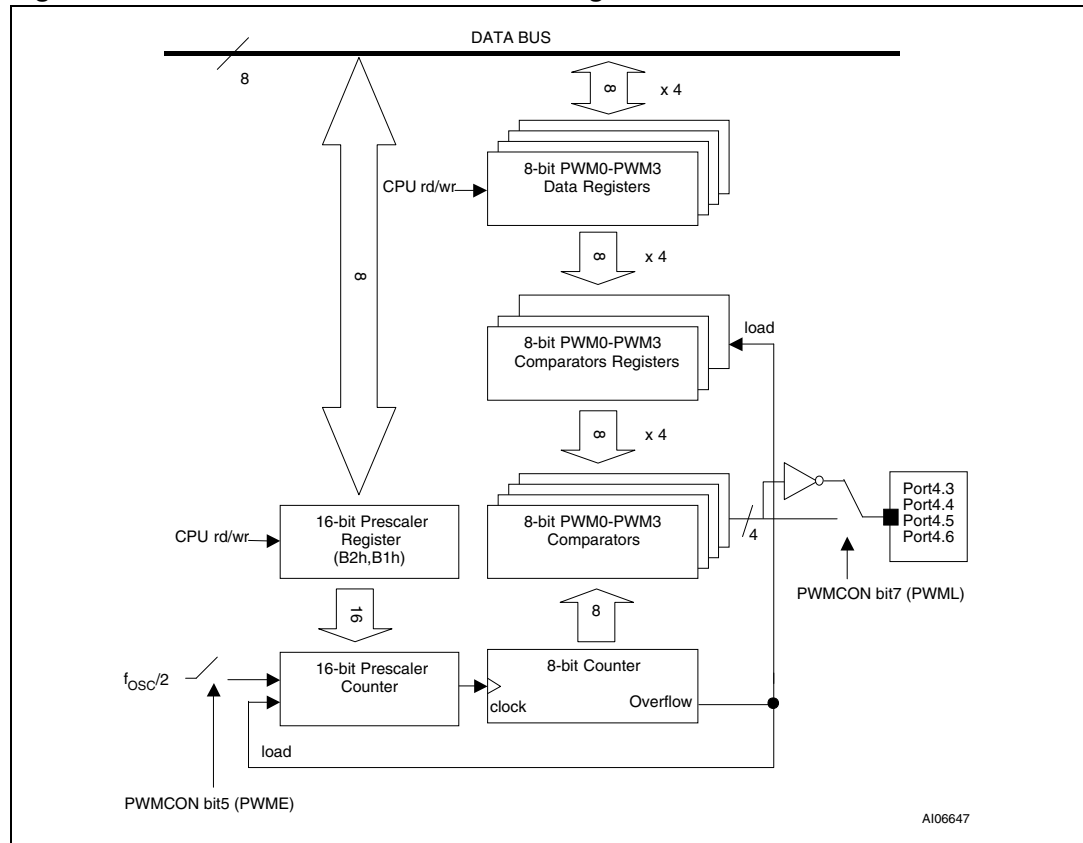 DATA BUS
8
8
x 4
8-bit PWM0-PWM3
Data Registers
CPU rd/wr
8
x 4
8
load
8-bit PWM0-PWM3
Comparators Registers
8
x 4
8-bit PWM0-PWM3
Comparators
4
Port4.3
Port4.4
Port4.5
Port4.6
CPU rd/wr
16-bit Prescaler
Register
(B2h,B1h)
PWMCON bit7 (PWML)
16
8
fOSC/2
16-bit Prescaler
Counter
8-bit Counter
clock
Overflow
load
PWMCON bit5 (PWME)
AI06647